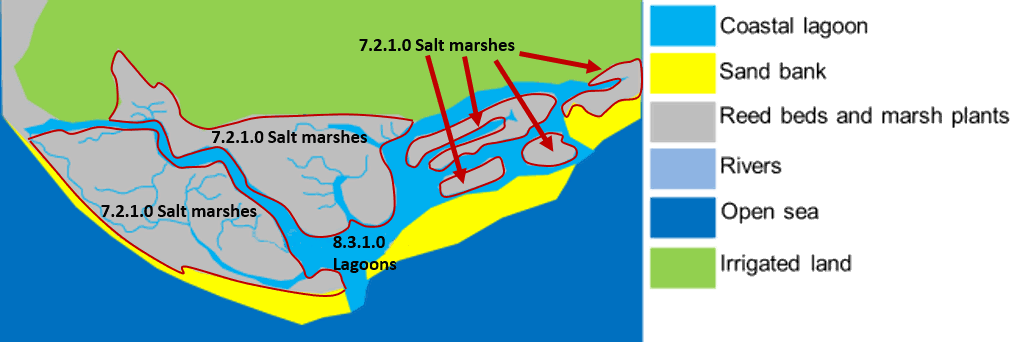 7.2.1.0 Salt marshes
7.2.1.0 Salt marshes
7.2.1.0 Salt marshes
8.3.1.0
Lagoons
Coastal lagoon
Sand bank
Reed beds and marsh plants
Rivers
Open sea
Irrigated land